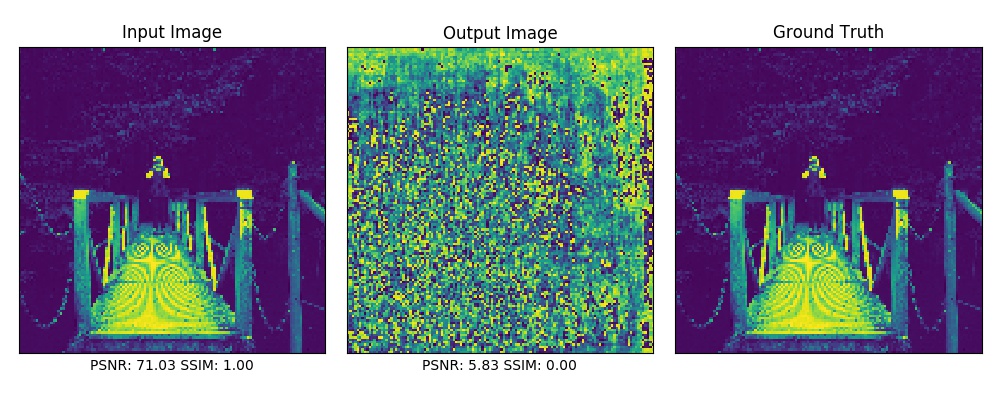 Input Image
Output Image
Ground Truth
PSNR: 71.03 SSIM: 1.00
PSNR: 5.83 SSIM: 0.00